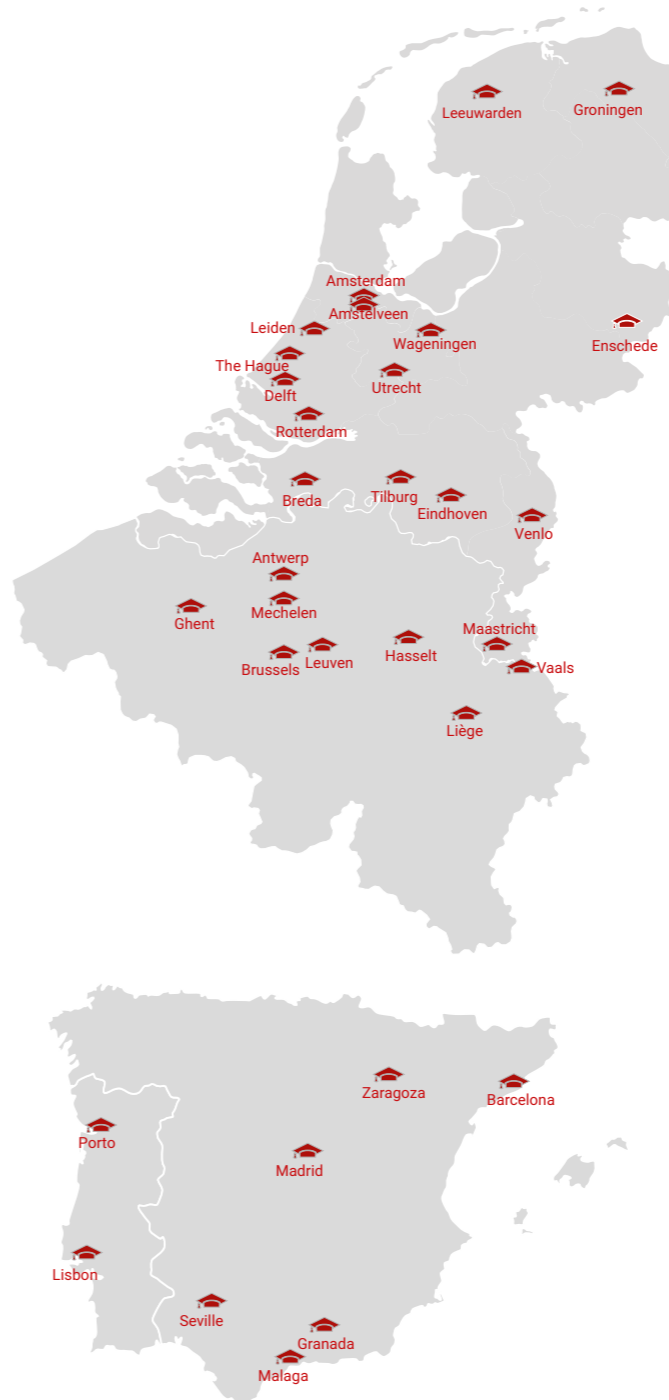 Leeuwarden
Groningen
Amsterdam
Amstelveen
Leiden
Wageningen
Enschede
The Hague
Utrecht
Delft
Rotterdam
Breda
Tilburg
Eindhoven
Venlo
Antwerp
Mechelen
Ghent
Maastricht
Brussels
Leuven
Hasselt
Vaals
Liège
Zaragoza
Barcelona
Porto
Madrid
Lisbon
Seville
Granada
Malaga